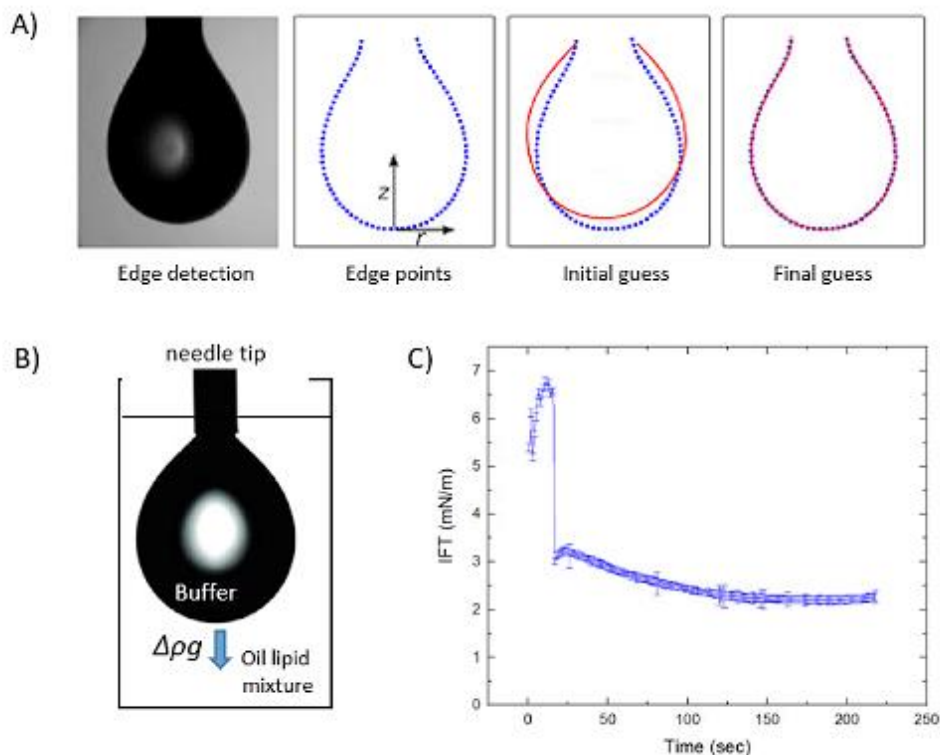 A)
z
r
Edge detection
Edge points
Initial guess
Final guess
B)
needle tip
Buffer
Δρg
Oil lipid
mixture
C)
7
6
5
4
3
2
1
0
IFT (mN/m)
0
50
100
150
200
250
Time (sec)